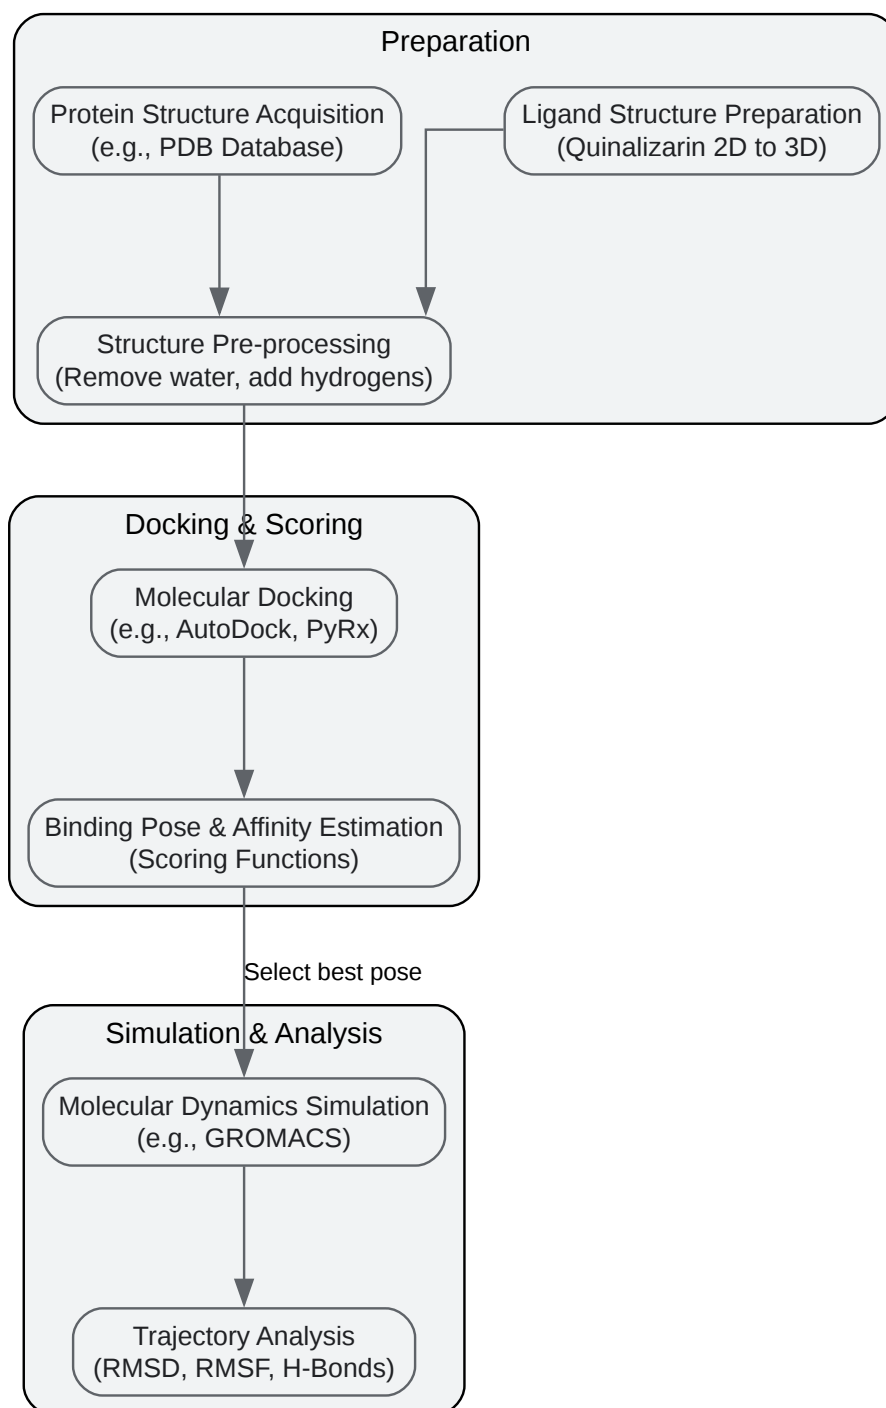 Preparation
Protein Structure Acquisition
(e.g., PDB Database)
Ligand Structure Preparation
(Quinalizarin 2D to 3D)
Structure Pre-processing
(Remove water, add hydrogens)
Docking & Scoring
Molecular Docking
(e.g., AutoDock, PyRx)
Binding Pose & Affinity Estimation
(Scoring Functions)
Select best pose
Simulation & Analysis
Molecular Dynamics Simulation
(e.g., GROMACS)
Trajectory Analysis
(RMSD, RMSF, H-Bonds)